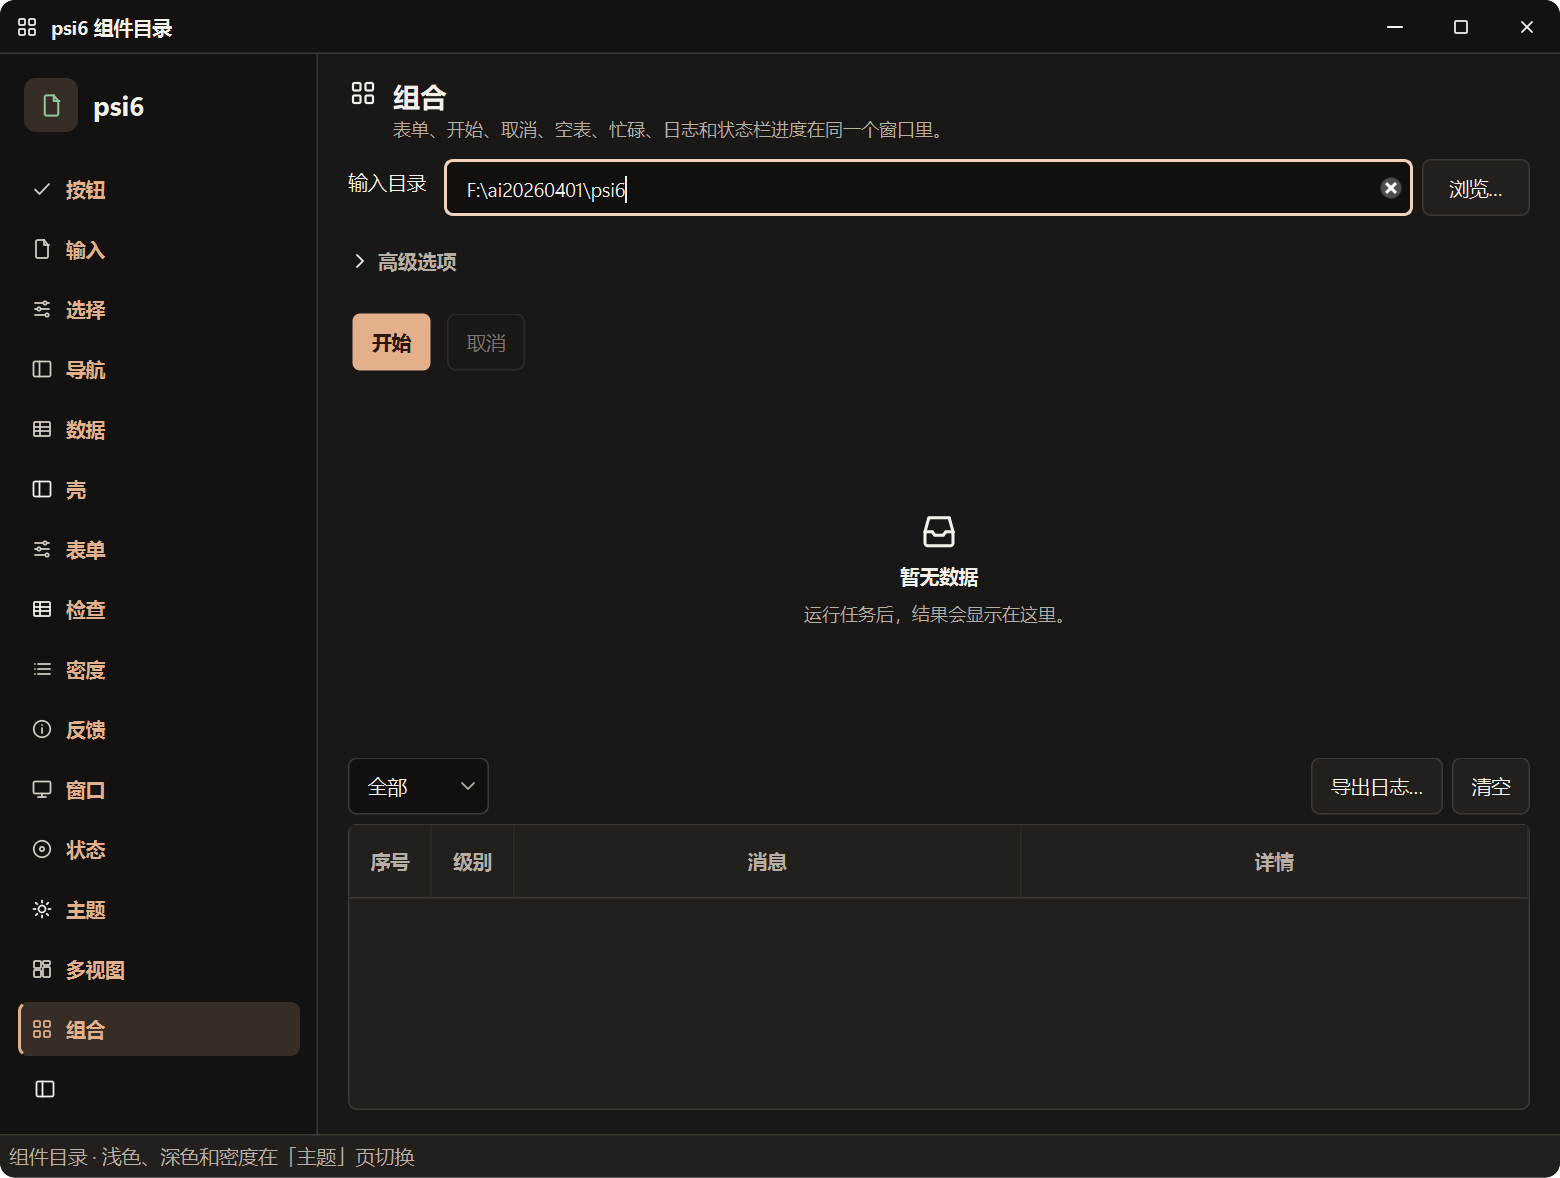 psi6 组件目录
psi6
按钮
输入
选择
导航
数据
壳
表单
检查
密度
反馈
窗口
状态
主题
多视图
组合
组合
表单、开始、取消、空表、忙碌、日志和状态栏进度在同一个窗口里。
输入目录 F:\ai20260401\psi6 浏览...
高级选项
开始 取消
暂无数据
运行任务后，结果会显示在这里。
全部 导出日志... 清空
序号 级别 消息 详情
组件目录 · 浅色、深色和密度在「主题」页切换